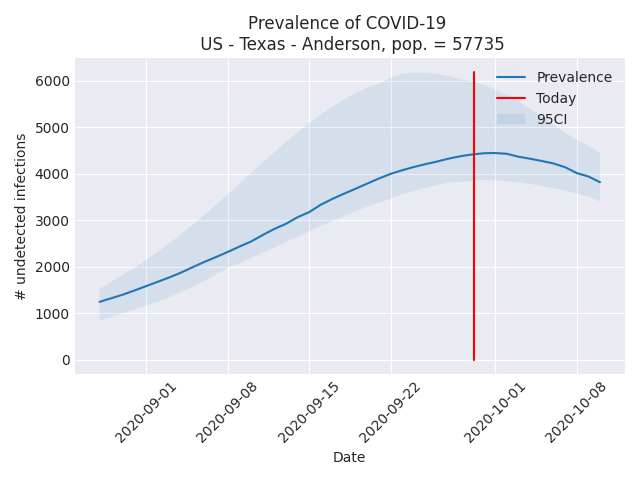 Prevalence of COVID-19
US - Texas - Anderson, pop. = 57735
Prevalence
Today
95CI
# undetected infections
6000
5000
4000
3000
2000
1000
0
2020-09-01
2020-09-08
2020-09-15
2020-09-22
2020-10-01
2020-10-08
Date